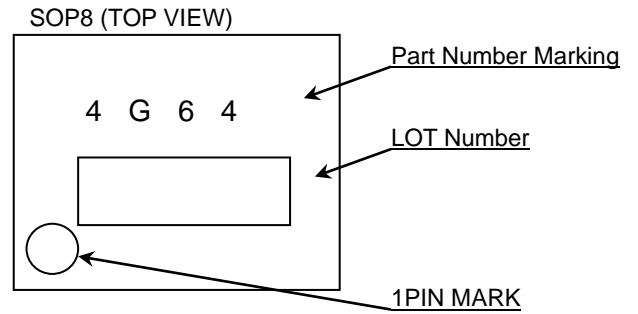 SOP8 (TOP VIEW)
Part Number Marking
4 G 6 4
LOT Number
1PIN MARK